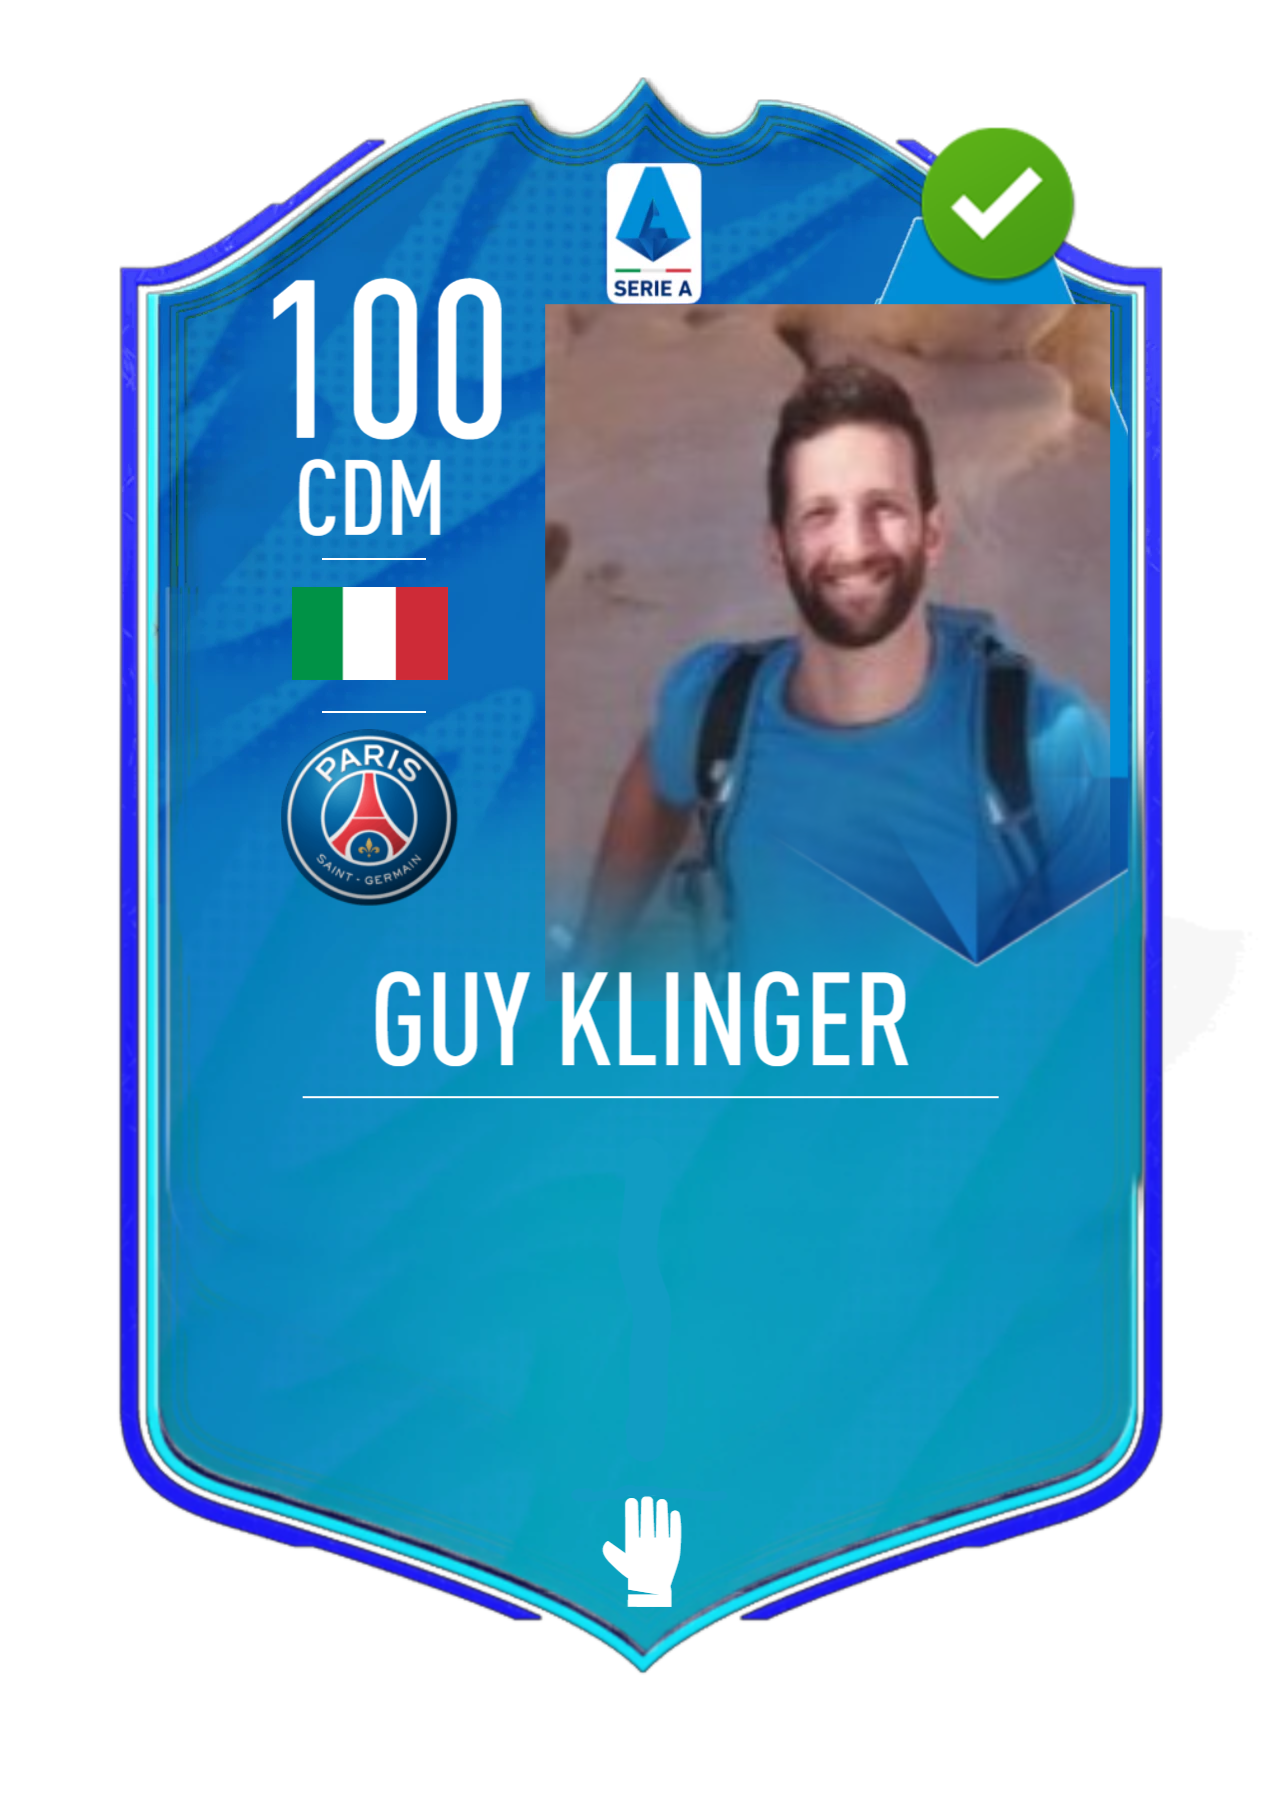 SERIE A
100
CDM
PARIS
SAINT - GERMAIN
GUY KLINGER